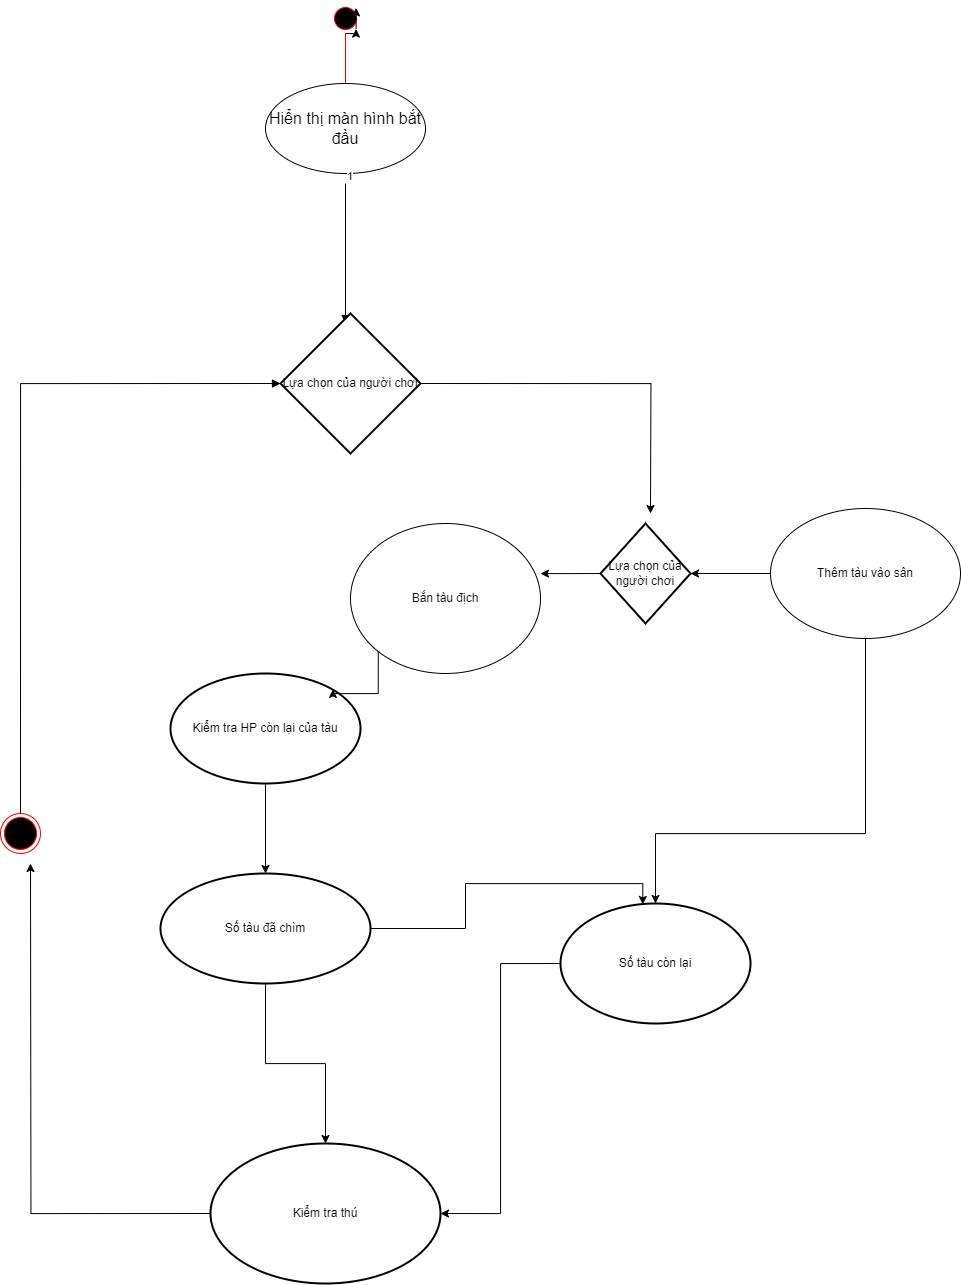 Hiển thị màn hình bắt
đầu
1
Lựa chọn của người chơi
Lựa chọn của
người chơi
Thêm tàu vào sân
Bắn tàu địch
Kiểm tra HP còn lại của tàu
Số tàu đã chìm
Số tàu còn lại
Kiểm tra thú